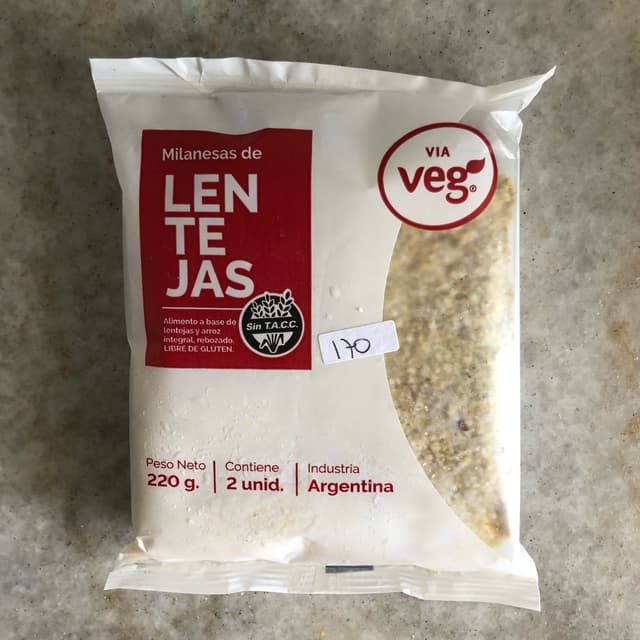 Milanesas de
LEN
TE
JAS
Alimento a base de
lentejas y arroz
integral, rebozado.
LIBRE DE GLUTEN.
Sin T.A.C.C.
VIA
veg®
170
Peso Neto
220 g.
Contiene
2 unid.
Industria
Argentina